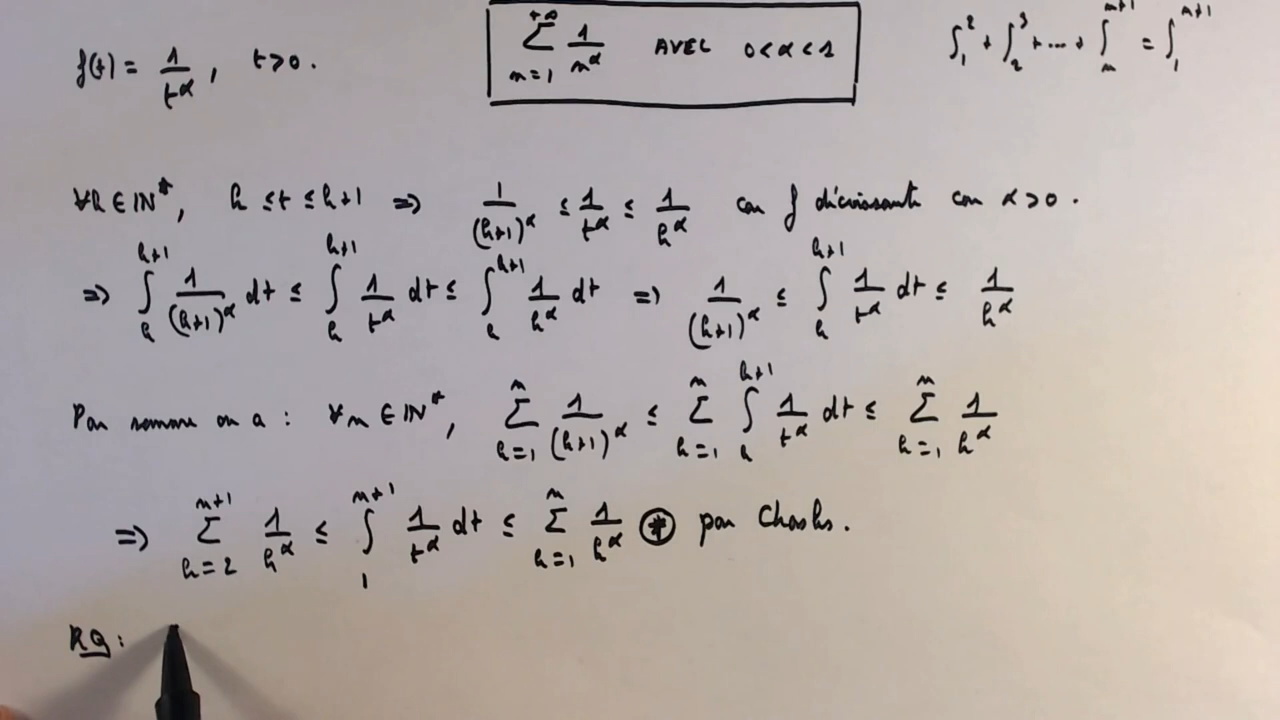 f(t) = 1/t^α, t>0.
∑_{n=1}^{+∞} 1/n^α AVEC 0<α<1
∫_1^2 + ∫_2^3 + ... + ∫_n^{n+1} = ∫_1^{n+1}
∀k ∈ IN*, k ≤ t ≤ k+1 => 1/(k+1)^α ≤ 1/t^α ≤ 1/k^α car f décroissante car α>0.
=> ∫_k^{k+1} 1/(k+1)^α dt ≤ ∫_k^{k+1} 1/t^α dt ≤ ∫_k^{k+1} 1/k^α dt => 1/(k+1)^α ≤ ∫_k^{k+1} 1/t^α dt ≤ 1/k^α
Par somme on a : ∀n ∈ IN*, ∑_{k=1}^n 1/(k+1)^α ≤ ∑_{k=1}^n ∫_k^{k+1} 1/t^α dt ≤ ∑_{k=1}^n 1/k^α
=> ∑_{k=2}^{n+1} 1/k^α ≤ ∫_1^{n+1} 1/t^α dt ≤ ∑_{k=1}^n 1/k^α ⊛ par Chasles.
RQ :